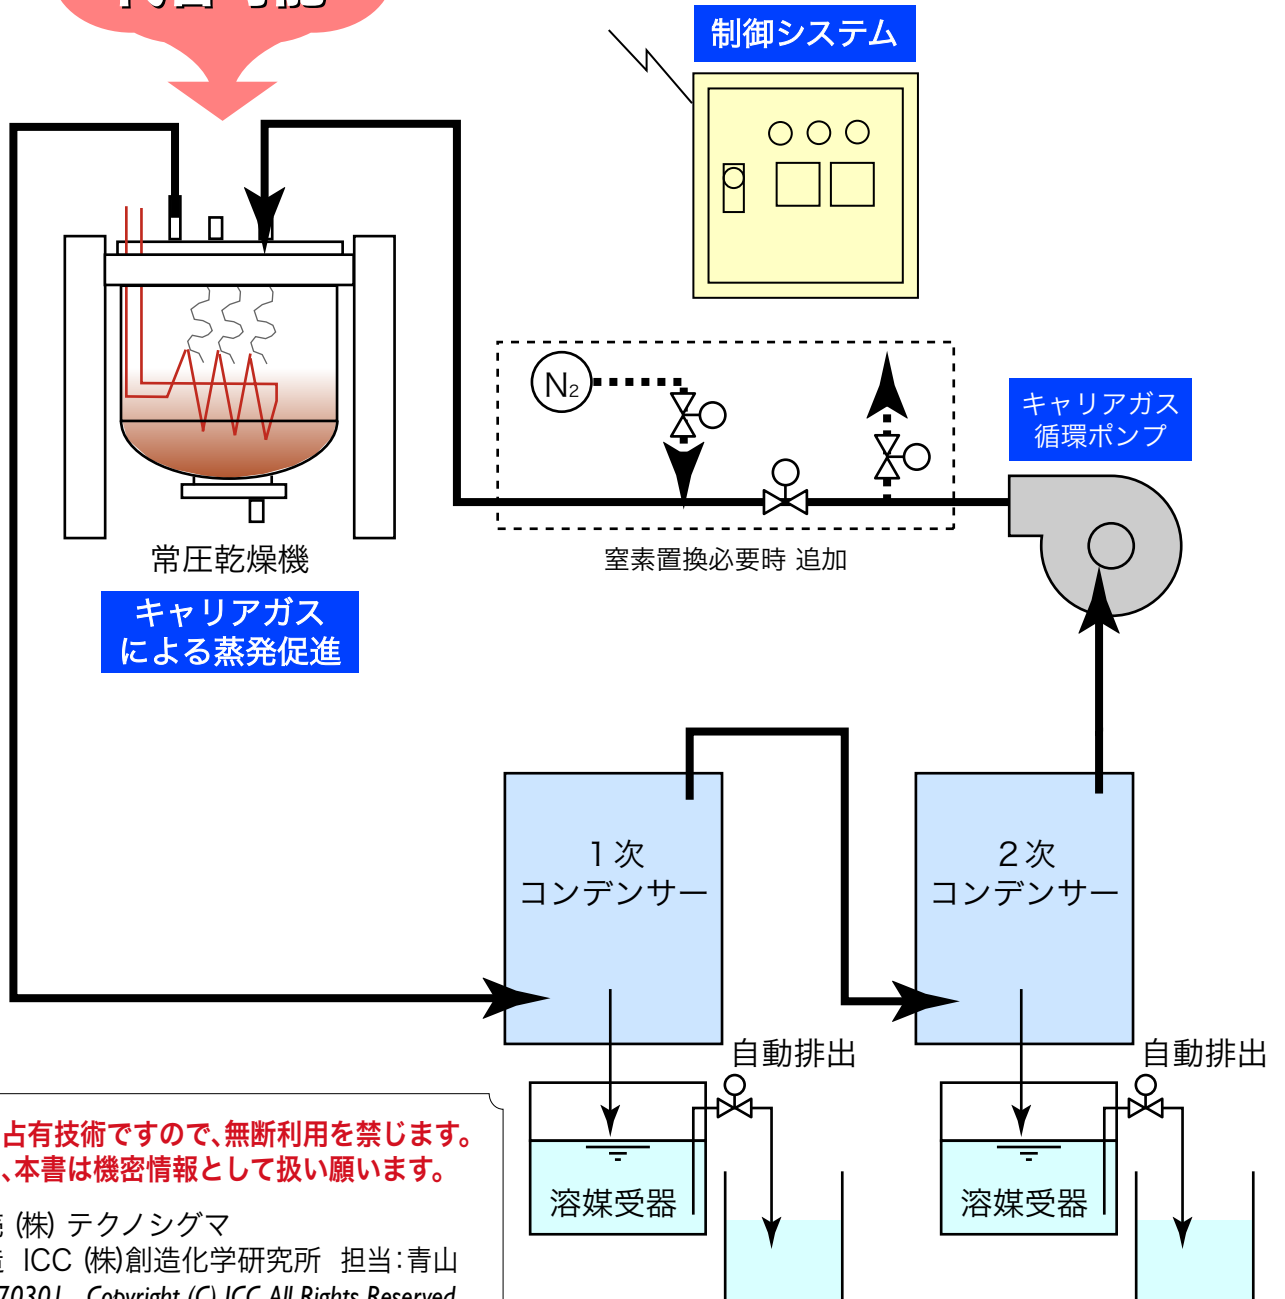 制御システム
N2
キャリアガス
循環ポンプ
窒素置換必要時 追加
常圧乾燥機
キャリアガス
による蒸発促進
1次
コンデンサー
2次
コンデンサー
自動排出
自動排出
溶媒受器
溶媒受器
占有技術ですので、無断利用を禁じます。
、本書は機密情報として扱い願います。
(株) テクノシグマ
ICC (株)創造化学研究所 担当:青山
70301 Copyright (C) ICC All Rights Reserved